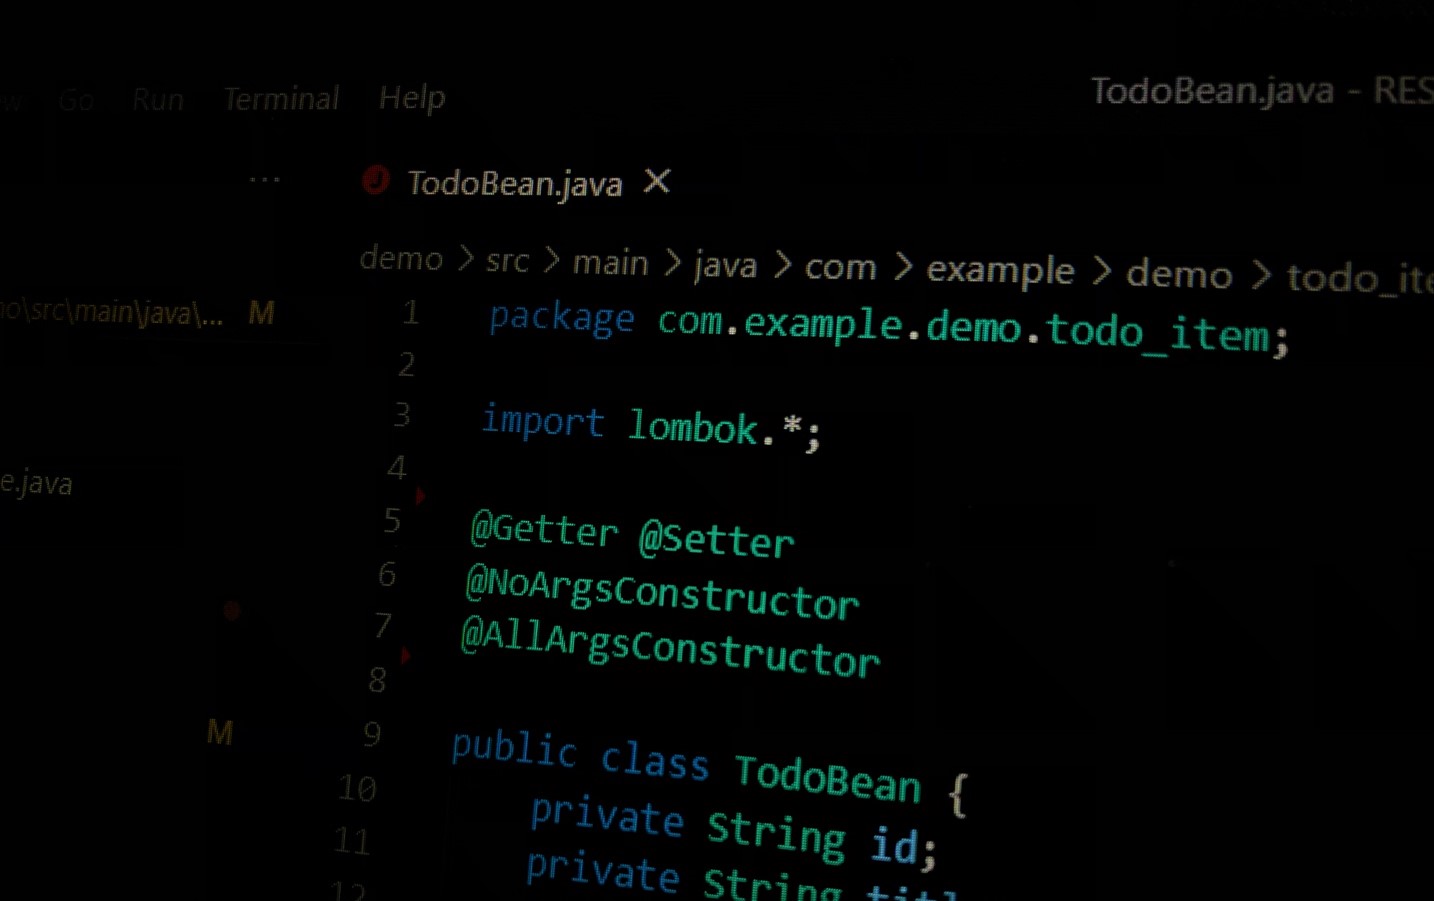 Go Run Terminal Help
TodoBean.java - RES
...
TodoBean.java ×
demo > src > main > java > com > example > demo > todo_ite
o\src\main\java\... M
1 package com.example.demo.todo_item;
2
3 import lombok.*;
4
e.java
5 @Getter @Setter
6 @NoArgsConstructor
7 @AllArgsConstructor
8
M
9 public class TodoBean {
10 private String id;
11 private String titl
12